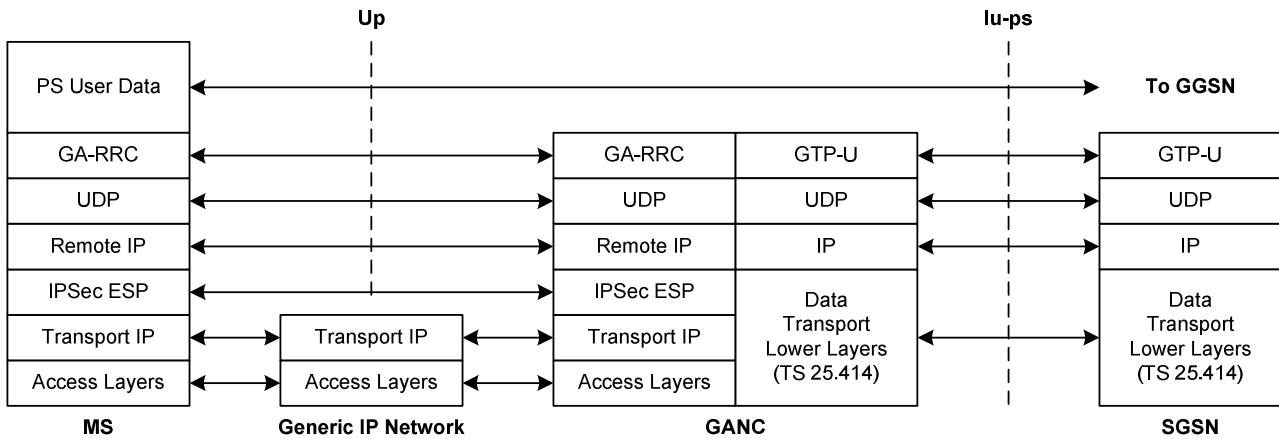 Up
Iu-ps
PS User Data
To GGSN
GA-RRC
GA-RRC
GTP-U
GTP-U
UDP
UDP
UDP
UDP
Remote IP
Remote IP
IP
IP
IPSec ESP
IPSec ESP
Data
Transport
Lower Layers
(TS 25.414)
Data
Transport
Lower Layers
(TS 25.414)
Transport IP
Transport IP
Transport IP
Access Layers
Access Layers
Access Layers
MS
Generic IP Network
GANC
SGSN